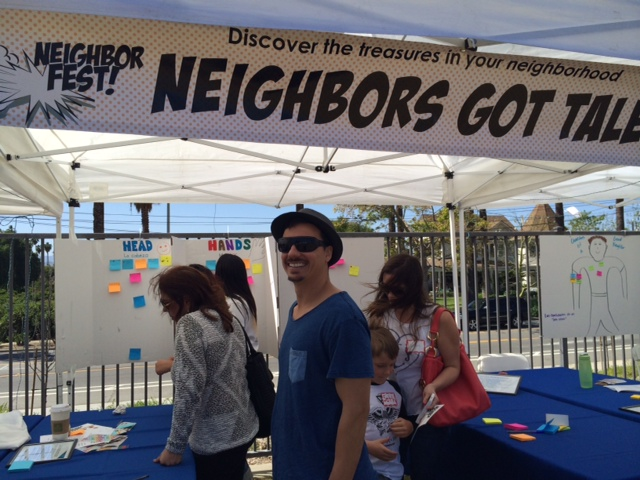 Discover the treasures in your neighborhood
NEIGHBOR
FEST!
NEIGHBORS GOT TALE
HEAD
HANDS